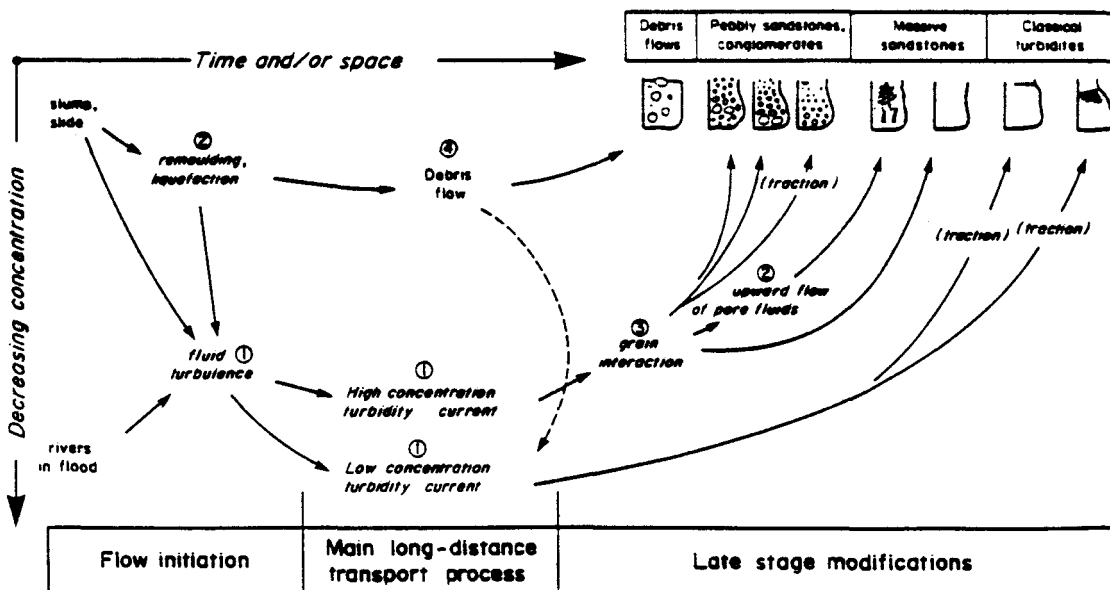 Debris
flows
Pebbly sandstones,
conglomerates
Massive
sandstones
Classical
turbidites
Time and/or space
Decreasing concentration
slump,
slide
②
remoulding,
liquefaction
④
Debris
flow
(traction)
(traction)
(traction)
②
upward flow
of pore fluids
③
grain
interaction
fluid ①
turbulence
①
High concentration
turbidity current
①
Low concentration
turbidity current
rivers
in flood
Flow initiation
Main long-distance
transport process
Late stage modifications